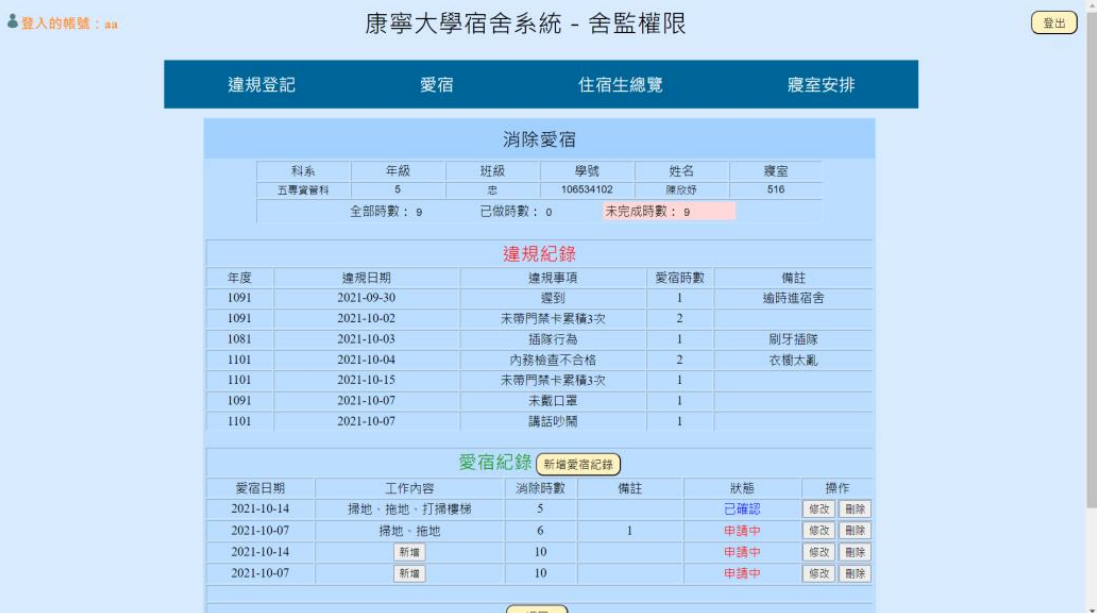 登入的帳號：aa
康寧大學宿舍系統 - 舍監權限
登出
違規登記 愛宿 住宿生總覽 寢室安排
消除愛宿
科系 年級 班級 學號 姓名 寢室
五專資管科 5 忠 106534102 陳欣妤 516
全部時數： 9 已做時數： 0 未完成時數： 9
違規紀錄
年度 違規日期 違規事項 愛宿時數 備註
1091 2021-09-30 遲到 1 逾時進宿舍
1091 2021-10-02 未帶門禁卡累積3次 2
1081 2021-10-03 插隊行為 1 刷牙插隊
1101 2021-10-04 內務檢查不合格 2 衣櫥太亂
1101 2021-10-15 未帶門禁卡累積3次 1
1091 2021-10-07 未戴口罩 1
1101 2021-10-07 講話吵鬧 1
愛宿紀錄 新增愛宿紀錄
愛宿日期 工作內容 消除時數 備註 狀態 操作
2021-10-14 掃地、拖地、打掃樓梯 5 已確認 修改 刪除
2021-10-07 掃地、拖地 6 1 申請中 修改 刪除
2021-10-14 新增 10 申請中 修改 刪除
2021-10-07 新增 10 申請中 修改 刪除